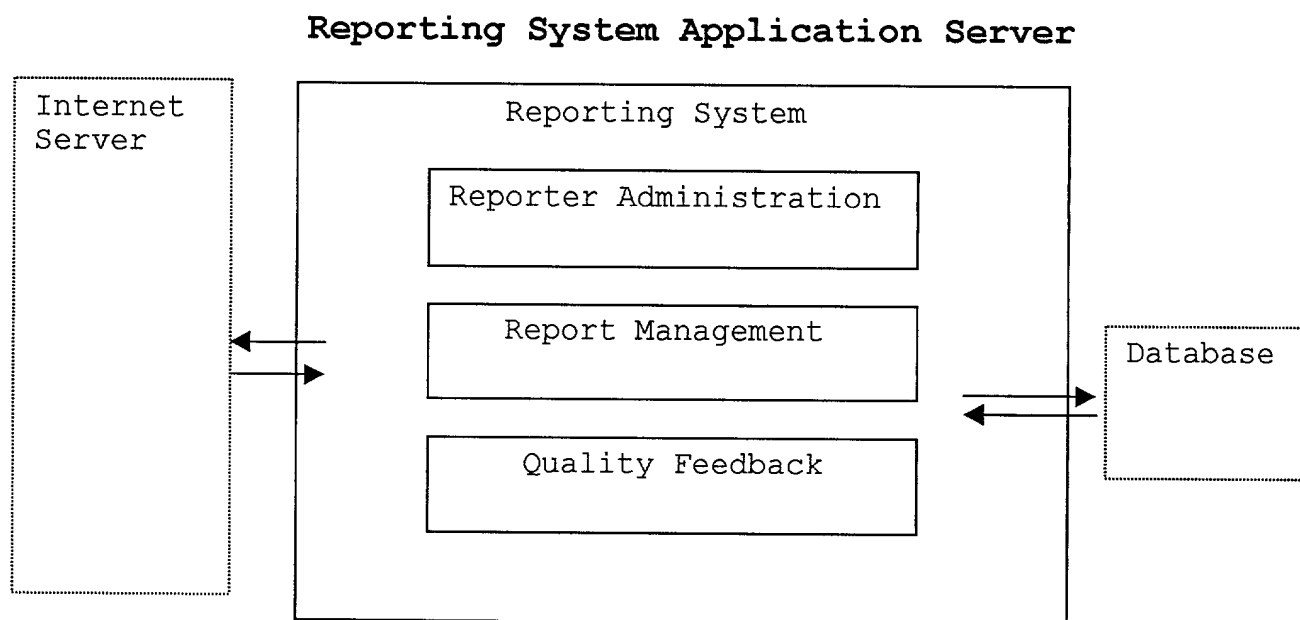 Reporting System Application Server
Internet
Server
Reporting System
Reporter Administration
Report Management
Quality Feedback
Database